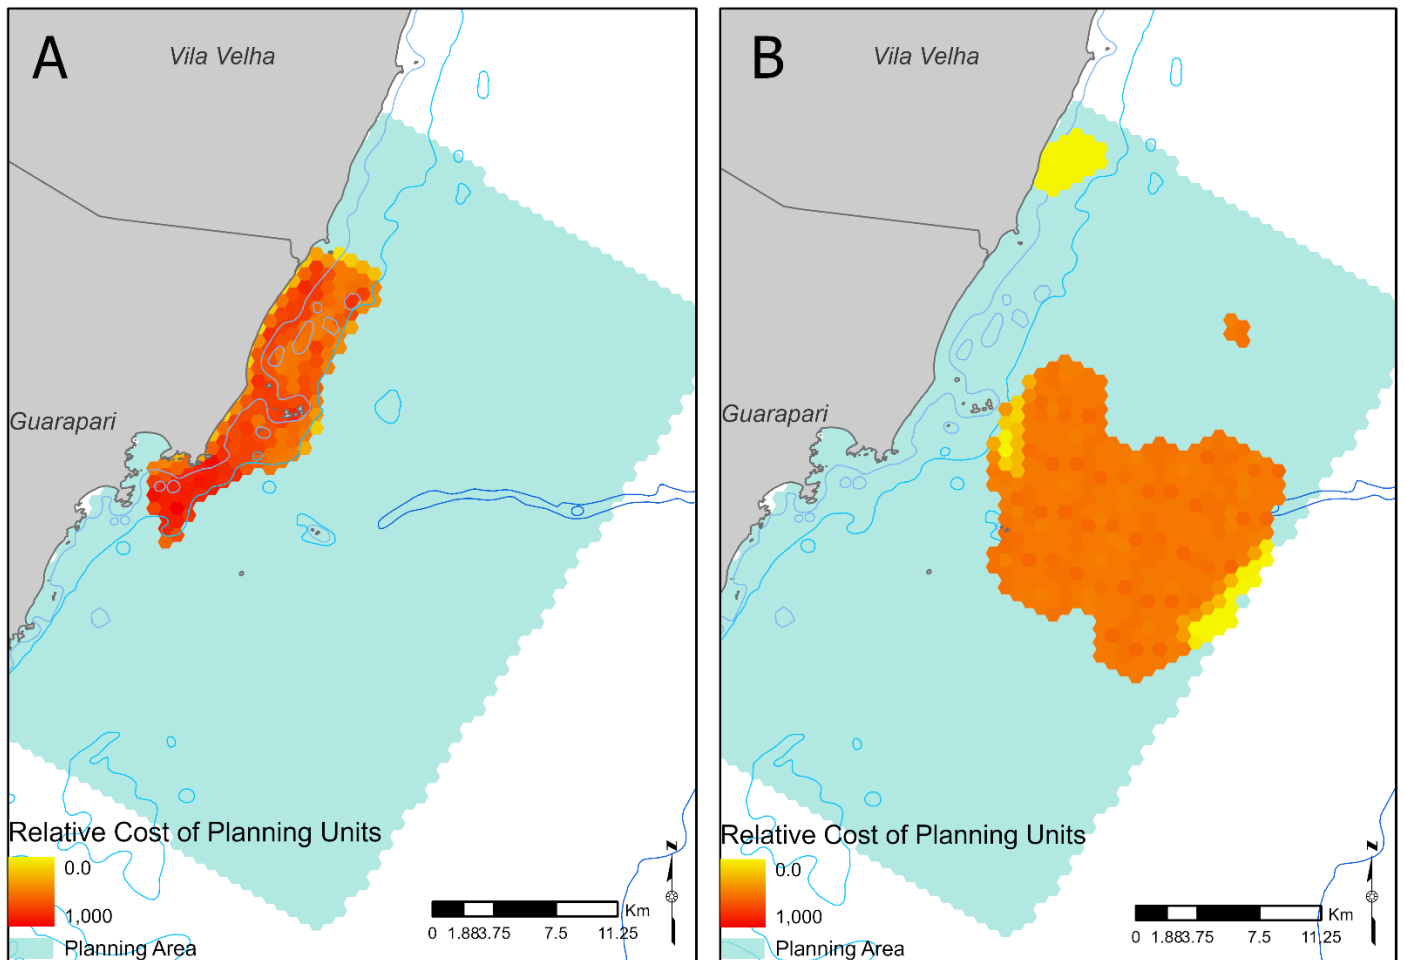 A
Vila Velha
Guarapari
Relative Cost of Planning Units
0.0
1,000
Planning Area
Km
0 1.883.75 7.5 11.25
N
B
Vila Velha
Guarapari
Relative Cost of Planning Units
0.0
1,000
Planning Area
Km
0 1.883.75 7.5 11.25
N